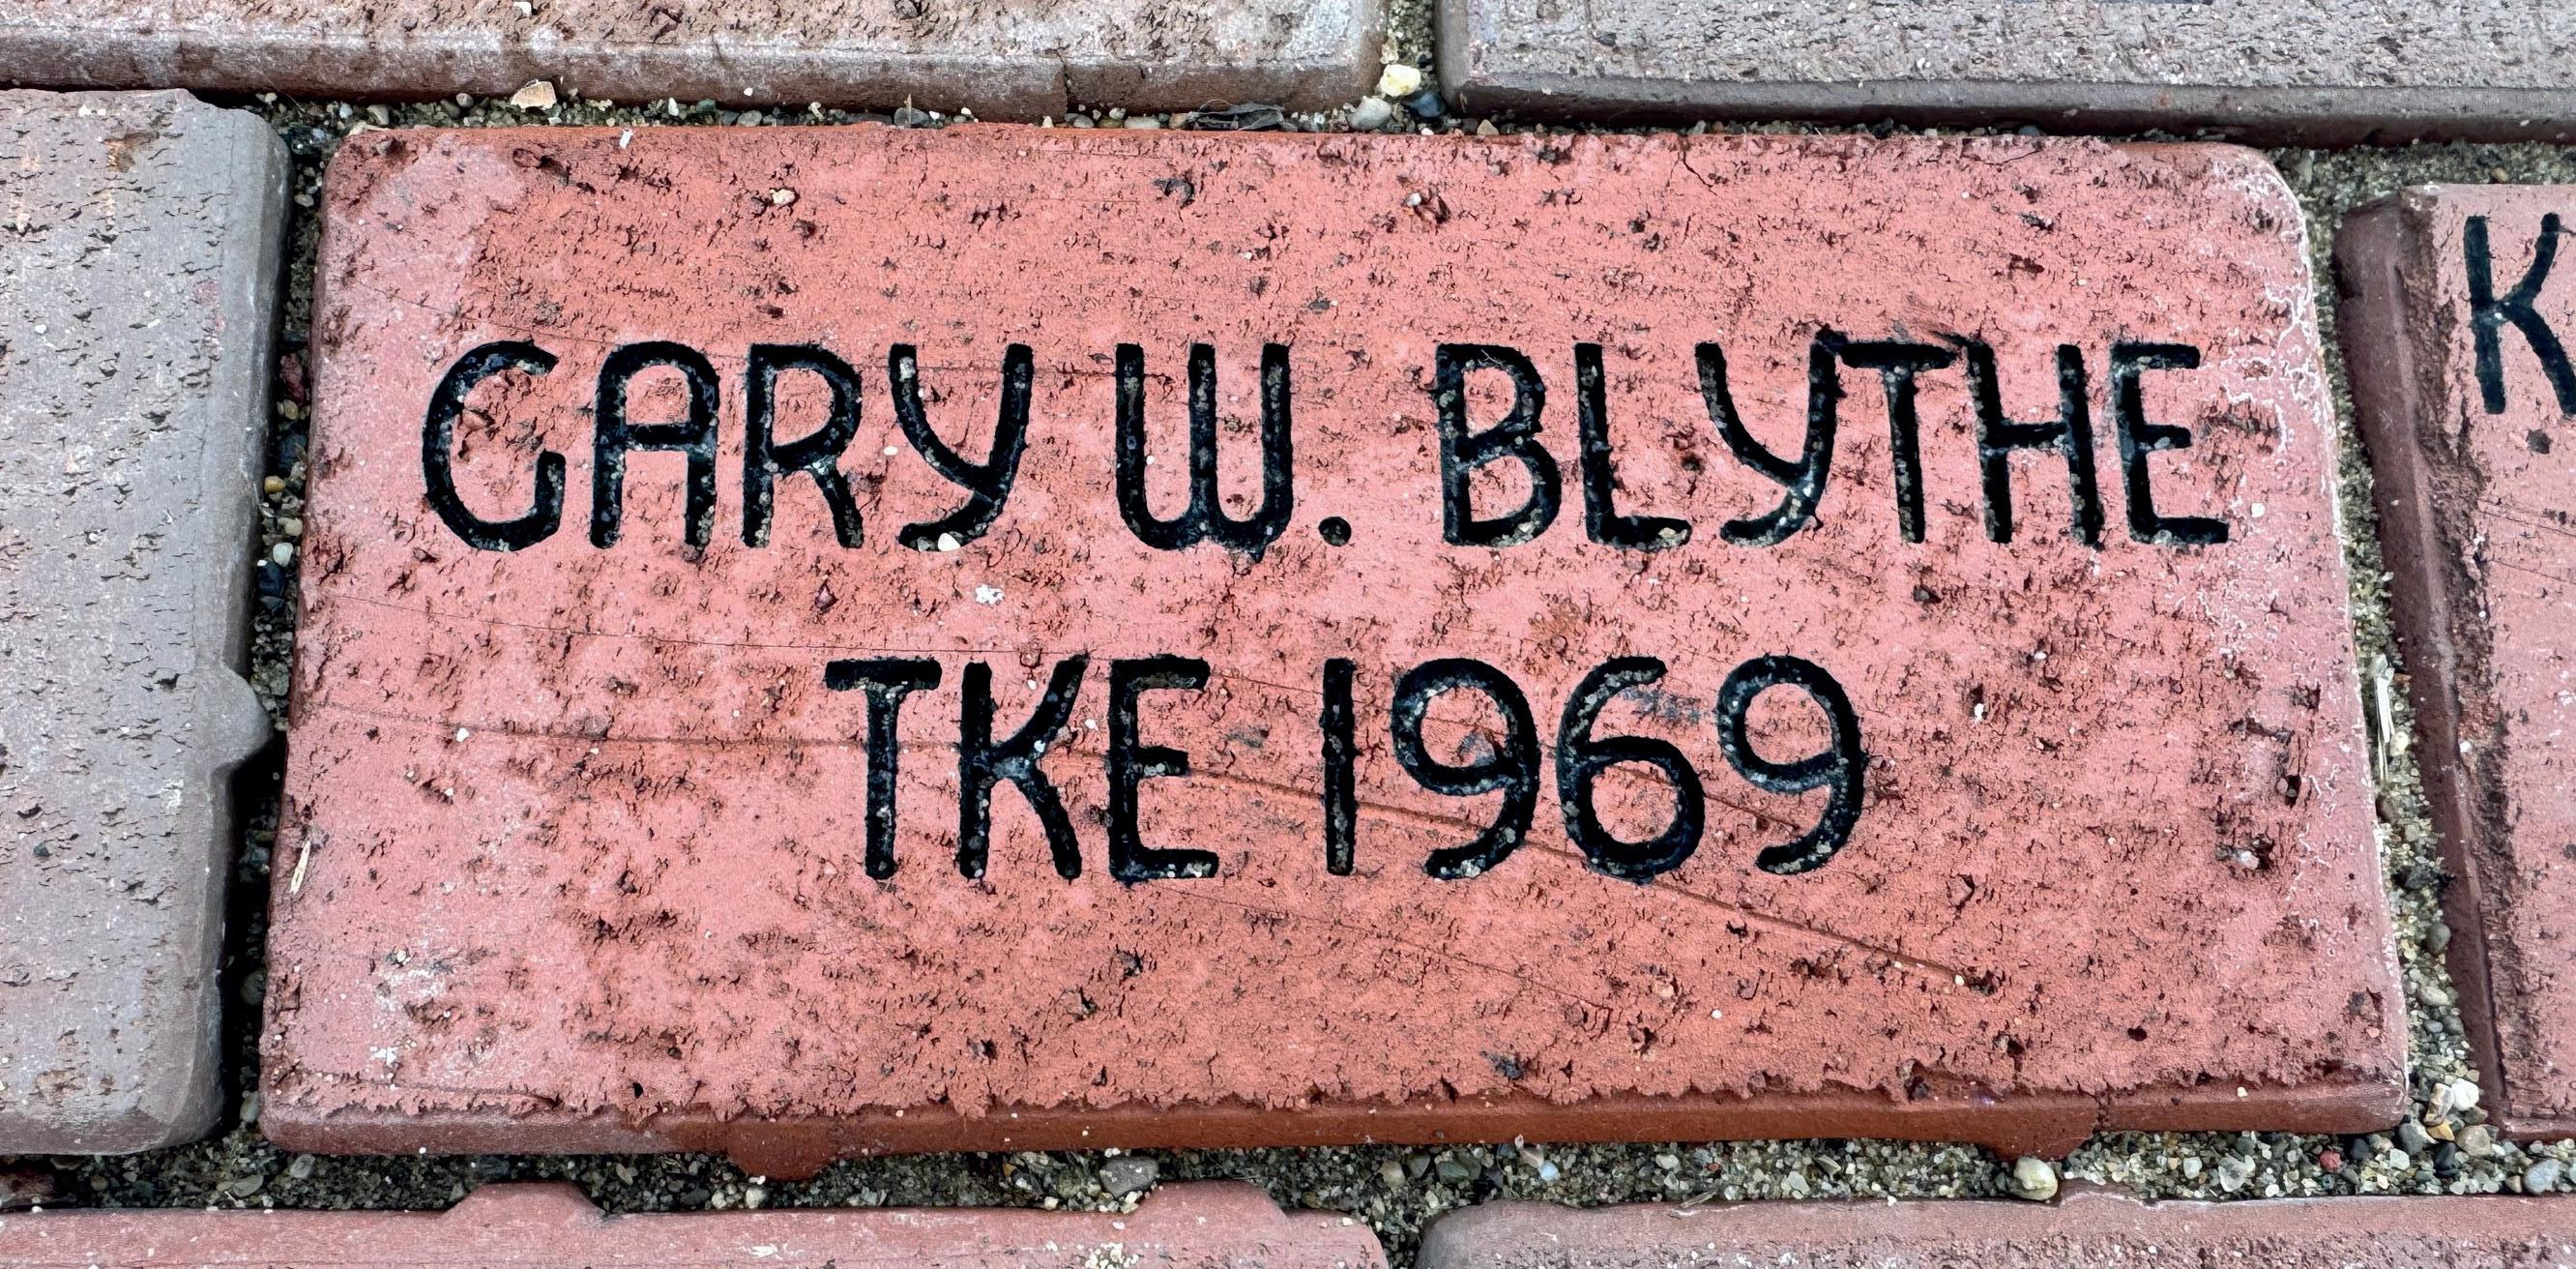 GARY W. BLYTHE
TKE 1969
K